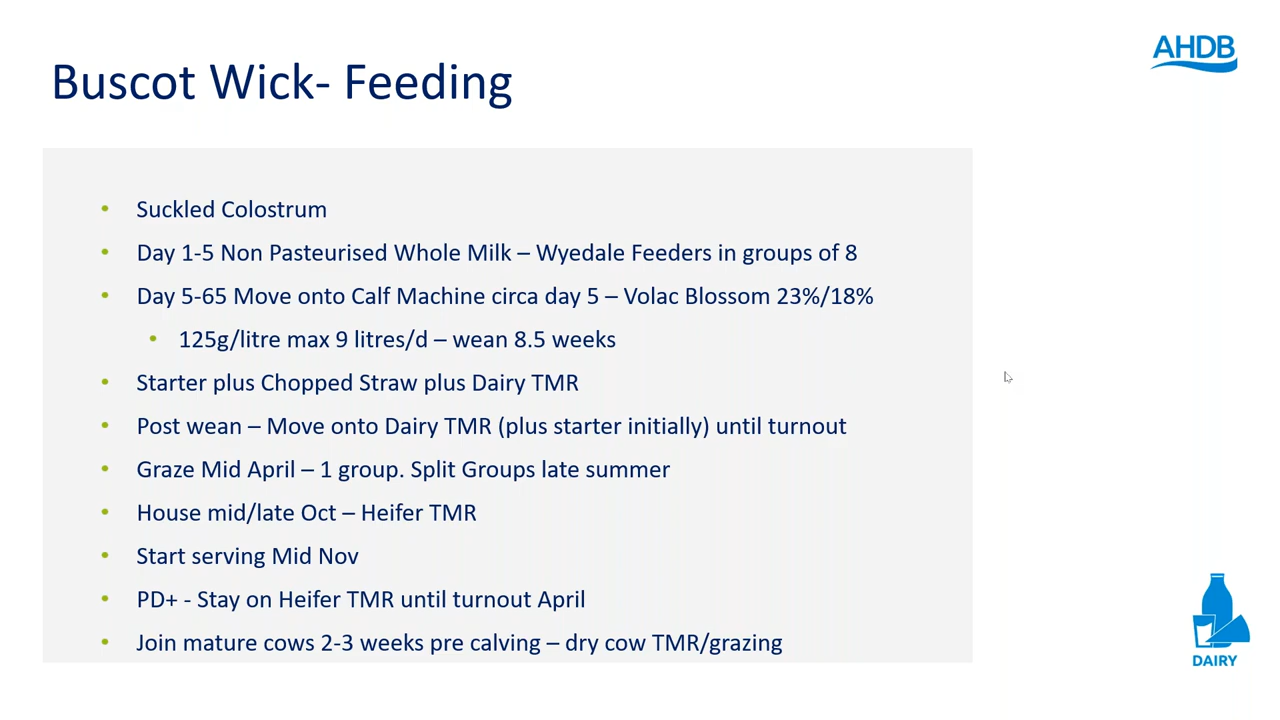 AHDB
Buscot Wick- Feeding
• Suckled Colostrum
• Day 1-5 Non Pasteurised Whole Milk – Wyedale Feeders in groups of 8
• Day 5-65 Move onto Calf Machine circa day 5 – Volac Blossom 23%/18%
• 125g/litre max 9 litres/d – wean 8.5 weeks
• Starter plus Chopped Straw plus Dairy TMR
• Post wean – Move onto Dairy TMR (plus starter initially) until turnout
• Graze Mid April – 1 group. Split Groups late summer
• House mid/late Oct – Heifer TMR
• Start serving Mid Nov
• PD+ - Stay on Heifer TMR until turnout April
• Join mature cows 2-3 weeks pre calving – dry cow TMR/grazing
DAIRY